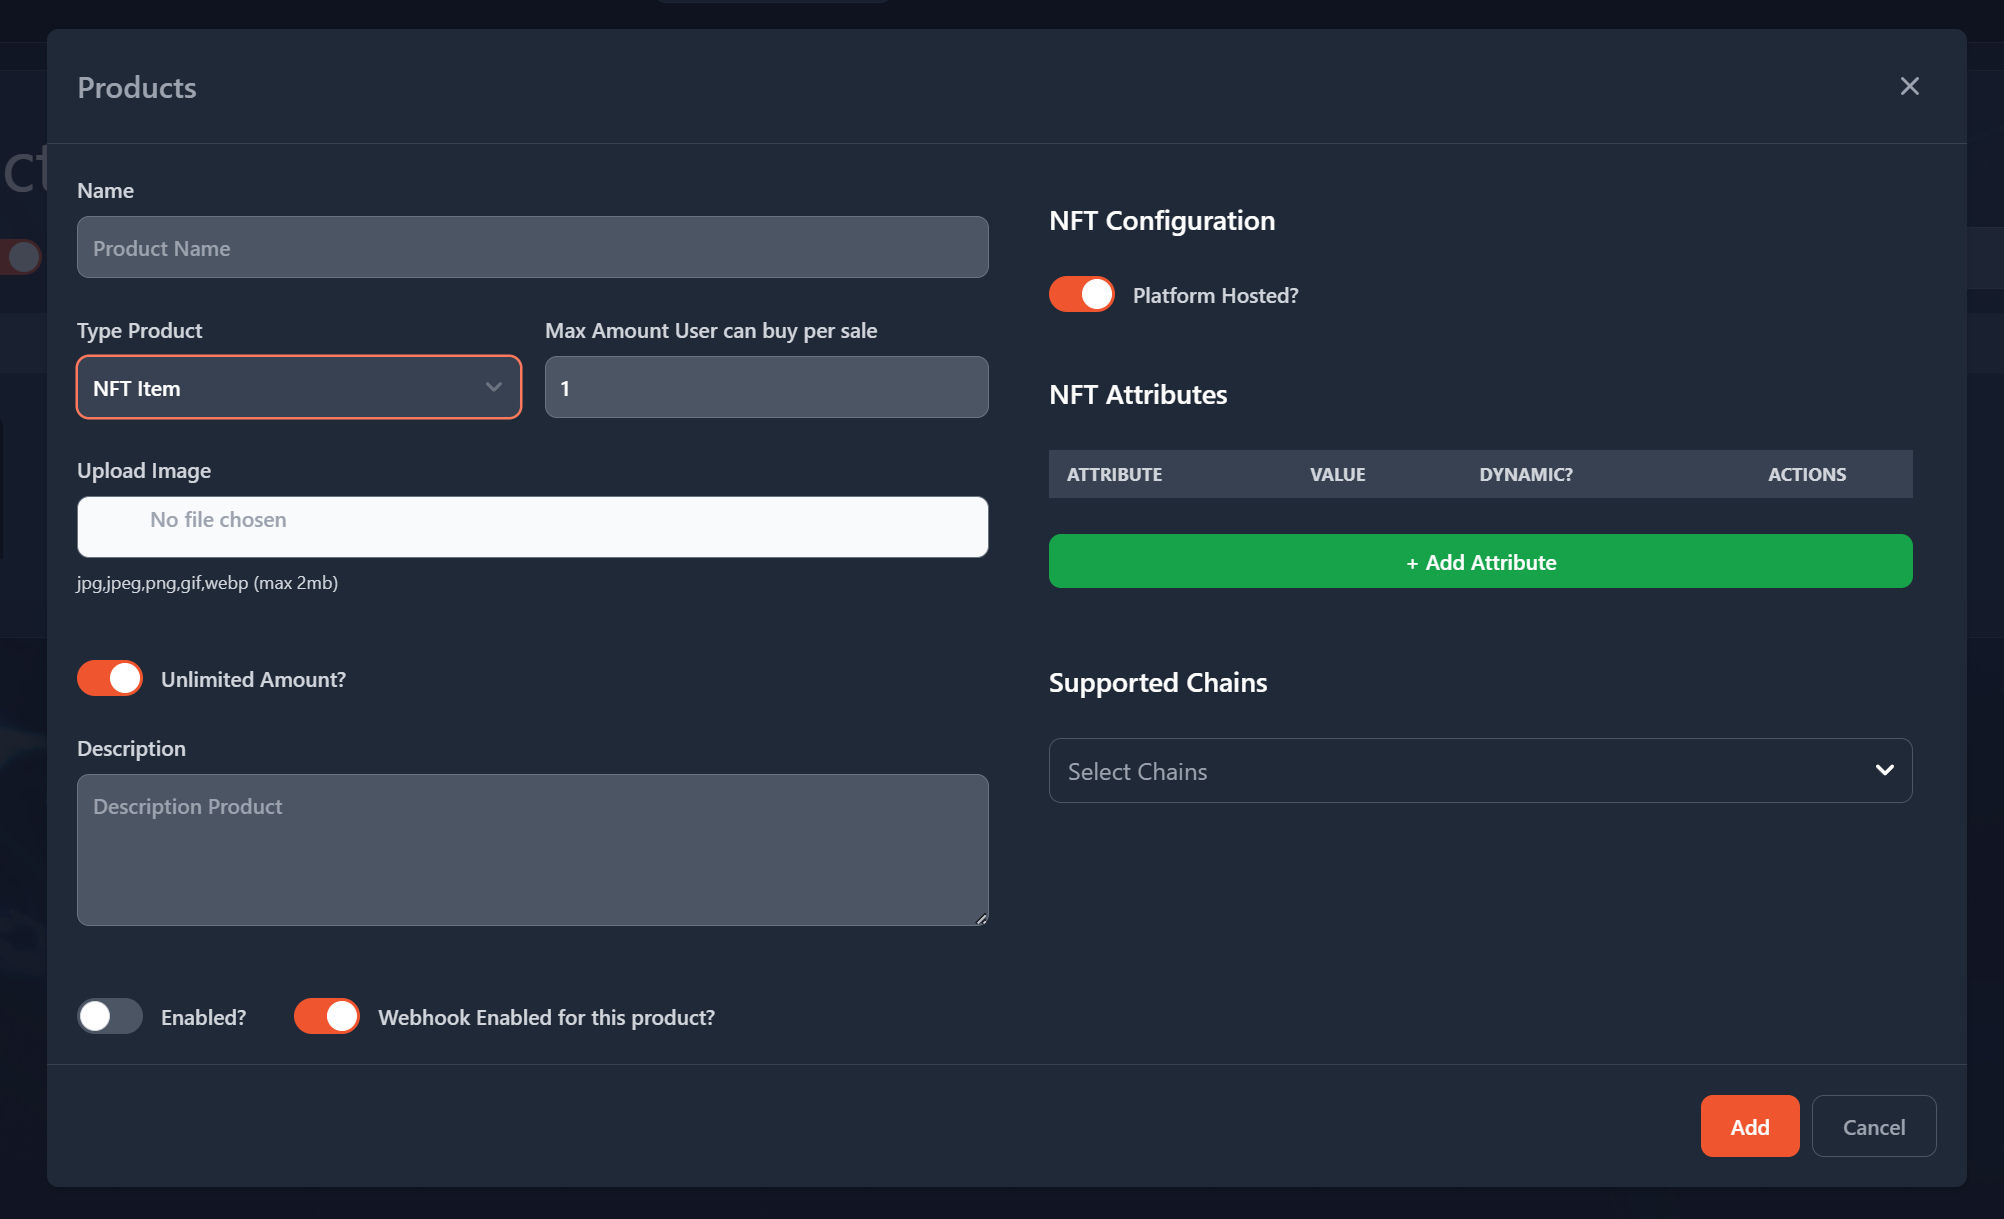 Products
ct
Name
Product Name
Type Product
Max Amount User can buy per sale
NFT Item
1
Upload Image
No file chosen
jpg,jpeg,png,gif,webp (max 2mb)
Unlimited Amount?
Description
Description Product
Enabled?
Webhook Enabled for this product?
NFT Configuration
Platform Hosted?
NFT Attributes
ATTRIBUTE VALUE DYNAMIC? ACTIONS
+ Add Attribute
Supported Chains
Select Chains
Add
Cancel